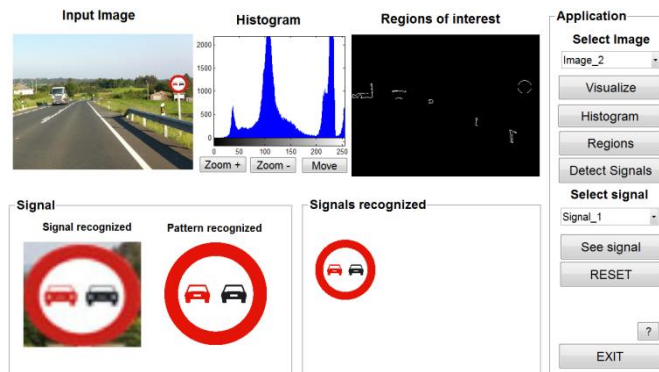 Input Image
Histogram
Regions of interest
2000
1500
1000
500
0
0 50 100 150 200 250
Zoom +
Zoom -
Move
Application
Select Image
Image_2
Visualize
Histogram
Regions
Detect Signals
Select signal
Signal_1
See signal
RESET
?
EXIT
Signal
Signal recognized
Pattern recognized
Signals recognized